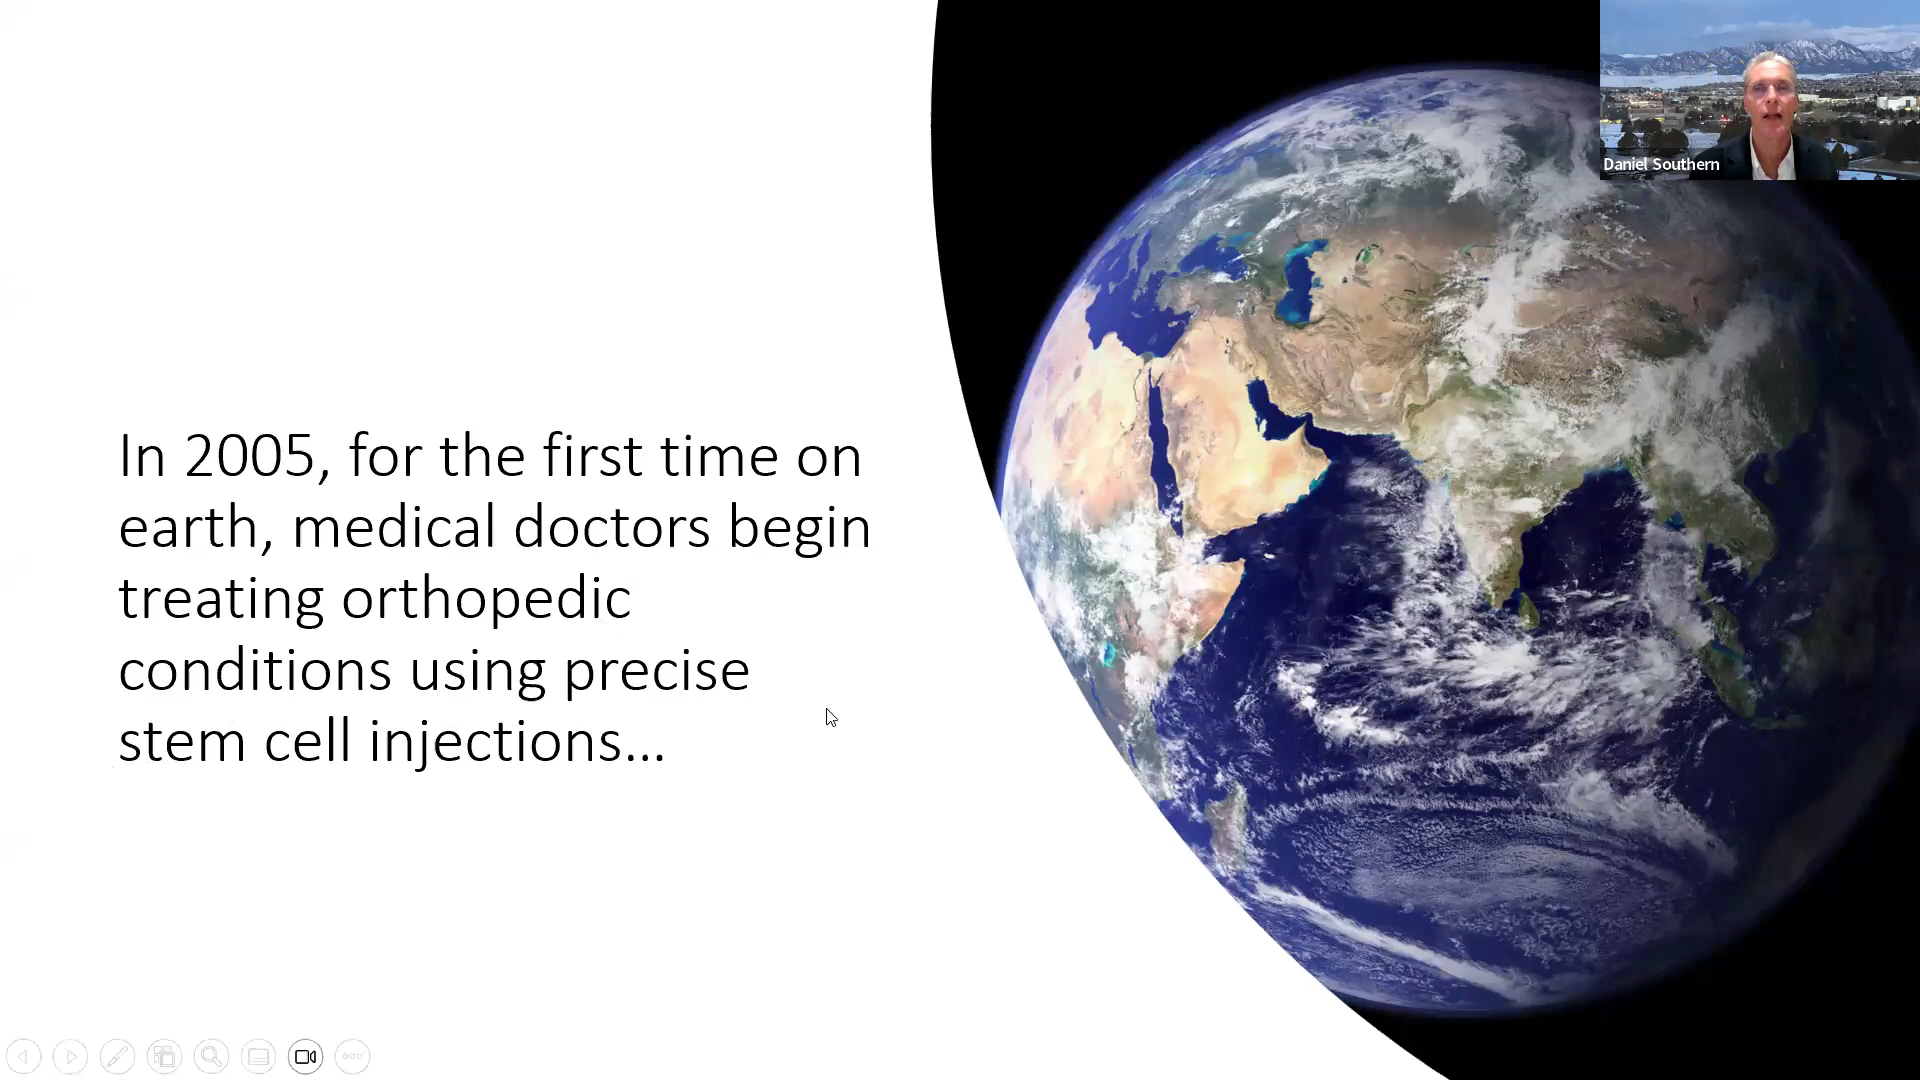 In 2005, for the first time on
earth, medical doctors begin
treating orthopedic
conditions using precise
stem cell injections...
Daniel Southern